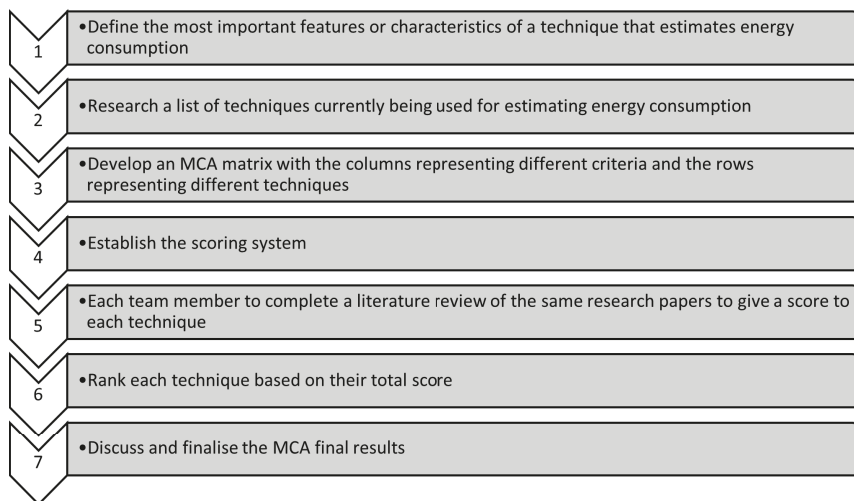 •Define the most important features or characteristics of a technique that estimates energy
consumption
1
•Research a list of techniques currently being used for estimating energy consumption
2
•Develop an MCA matrix with the columns representing different criteria and the rows
representing different techniques
3
•Establish the scoring system
4
•Each team member to complete a literature review of the same research papers to give a score to
each technique
5
•Rank each technique based on their total score
6
•Discuss and finalise the MCA final results
7